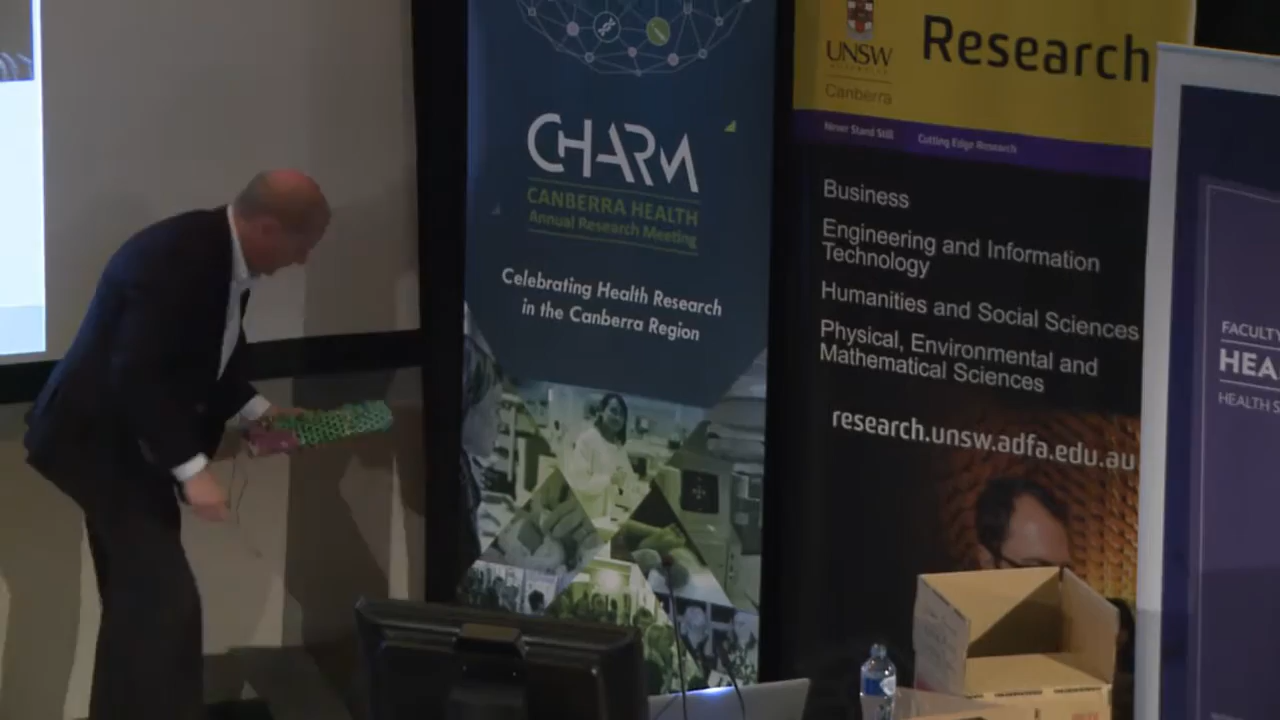 CHARM
CANBERRA HEALTH
Annual Research Meeting
Celebrating Health Research
in the Canberra Region
UNSW
Canberra
Research
Never Stand Still
Cutting Edge Research
Business
Engineering and Information
Technology
Humanities and Social Sciences
Physical, Environmental and
Mathematical Sciences
research.unsw.adfa.edu.au
FACULTY
HEA
HEALTH S